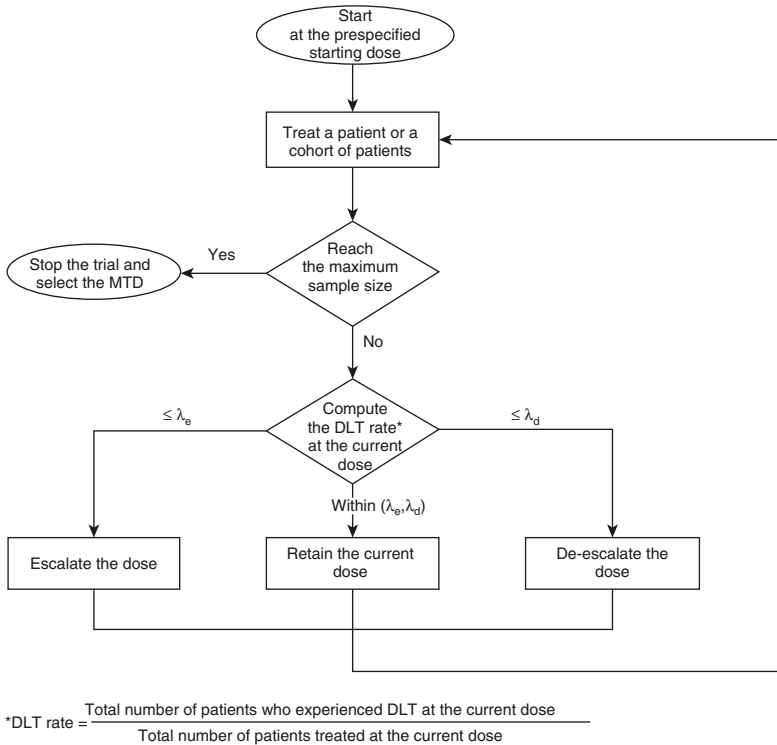 Start
at the prespecified
starting dose
Treat a patient or a
cohort of patients
Reach
the maximum
sample size
Yes
Stop the trial and
select the MTD
No
Compute
the DLT rate*
at the current
dose
≤ λe
≤ λd
Within (λe,λd)
Escalate the dose
Retain the current
dose
De-escalate the
dose
*DLT rate =
Total number of patients who experienced DLT at the current dose
Total number of patients treated at the current dose